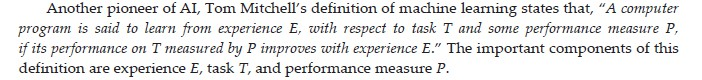 Another pioneer of AI, Tom Mitchell's definition of machine learning states that, “A computer
program is said to learn from experience E, with respect to task T and some performance measure P,
if its performance on T measured by P improves with experience E.” The important components of this
definition are experience E, task T, and performance measure P.